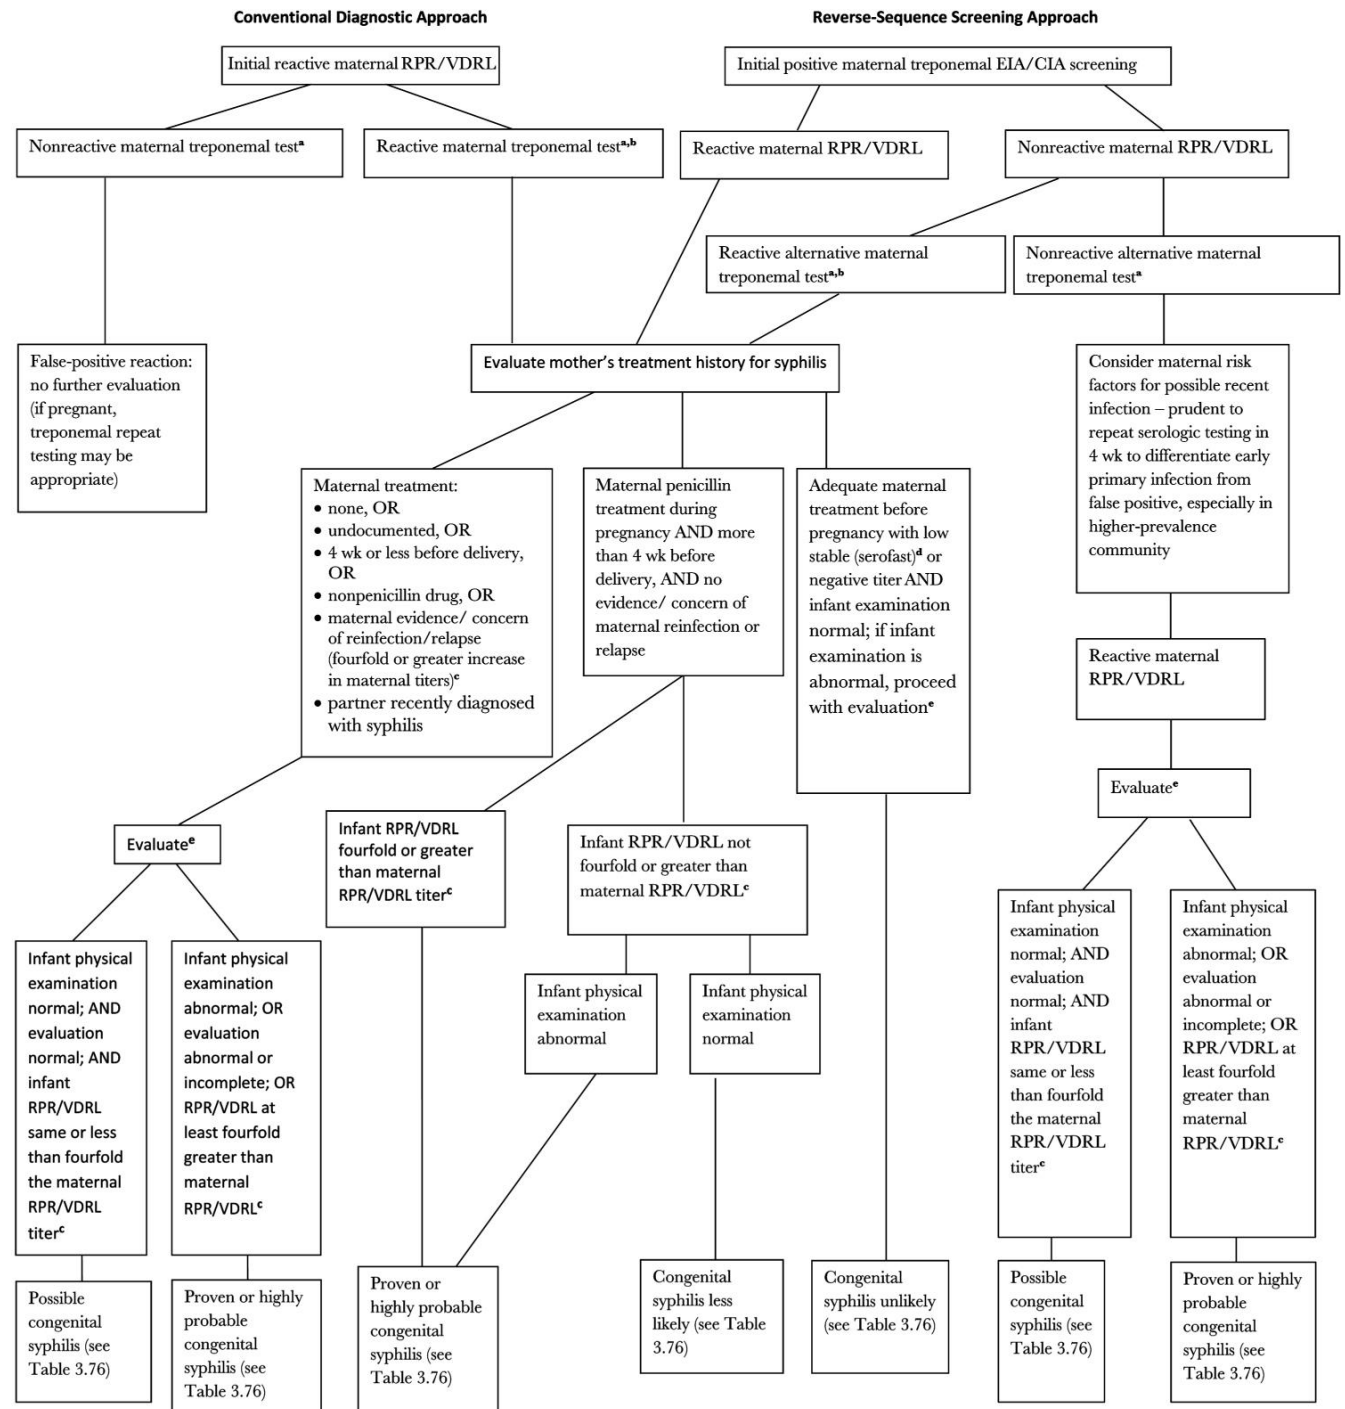 Conventional Diagnostic Approach
Reverse-Sequence Screening Approach
Initial reactive maternal RPR/VDRL
Initial positive maternal treponemal EIA/CIA screening
Nonreactive maternal treponemal testᵃ
Reactive maternal treponemal testᵃ,ᵇ
Reactive maternal RPR/VDRL
Nonreactive maternal RPR/VDRL
Reactive alternative maternal
treponemal testᵃ,ᵇ
Nonreactive alternative maternal
treponemal testᵃ
False-positive reaction:
no further evaluation
(if pregnant,
treponemal repeat
testing may be
appropriate)
Evaluate mother's treatment history for syphilis
Consider maternal risk
factors for possible recent
infection – prudent to
repeat serologic testing in
4 wk to differentiate early
primary infection from
false positive, especially in
higher-prevalence
community
Maternal treatment:
• none, OR
• undocumented, OR
• 4 wk or less before delivery,
OR
• nonpenicillin drug, OR
• maternal evidence/ concern
of reinfection/relapse
(fourfold or greater increase
in maternal titers)ᶜ
• partner recently diagnosed
with syphilis
Maternal penicillin
treatment during
pregnancy AND more
than 4 wk before
delivery, AND no
evidence/ concern of
maternal reinfection or
relapse
Adequate maternal
treatment before
pregnancy with low
stable (serofast)ᵈ or
negative titer AND
infant examination
normal; if infant
examination is
abnormal, proceed
with evaluationᵉ
Reactive maternal
RPR/VDRL
Evaluateᵉ
Evaluateᵉ
Infant RPR/VDRL
fourfold or greater
than maternal
RPR/VDRL titerᶜ
Infant RPR/VDRL not
fourfold or greater than
maternal RPR/VDRLᶜ
Infant physical
examination
normal; AND
evaluation
normal; AND
infant
RPR/VDRL
same or less
than fourfold
the maternal
RPR/VDRL
titerᶜ
Infant physical
examination
abnormal; OR
evaluation
abnormal or
incomplete; OR
RPR/VDRL at
least fourfold
greater than
maternal
RPR/VDRLᶜ
Infant physical
examination
abnormal
Infant physical
examination
normal
Infant physical
examination
normal; AND
evaluation
normal; AND
infant
RPR/VDRL
same or less
than fourfold
the maternal
RPR/VDRL
titerᶜ
Infant physical
examination
abnormal; OR
evaluation
abnormal or
incomplete; OR
RPR/VDRL at
least fourfold
greater than
maternal
RPR/VDRLᶜ
Possible
congenital
syphilis (see
Table 3.76)
Proven or highly
probable
congenital
syphilis (see
Table 3.76)
Proven or
highly probable
congenital
syphilis (see
Table 3.76)
Congenital
syphilis less
likely (see Table
3.76)
Congenital
syphilis unlikely
(see Table 3.76)
Possible
congenital
syphilis (see
Table 3.76)
Proven or highly
probable
congenital
syphilis (see
Table 3.76)